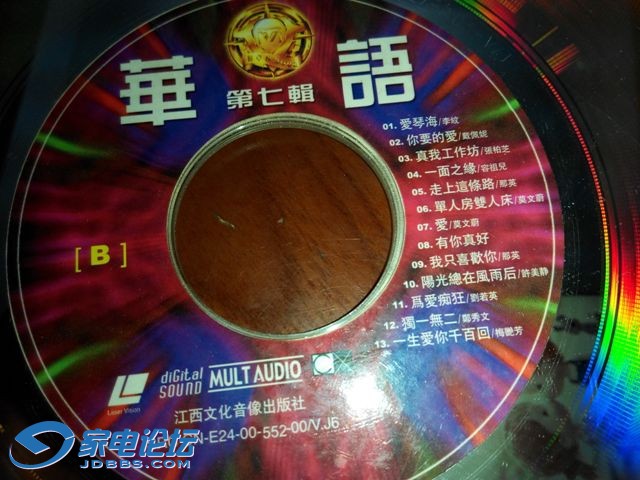 華語
第七輯
01. 愛琴海/李紋
02. 你要的愛/戴佩妮
03. 真我工作坊/張柏芝
04. 一面之緣/容祖兒
05. 走上這條路/那英
06. 單人房雙人床/莫文蔚
07. 愛/莫文蔚
08. 有你真好
09. 我只喜歡你/那英
10. 陽光總在風雨后/許美静
11. 爲愛痴狂/劉若英
12. 獨一無二/鄭秀文
13. 一生愛你千百回/梅艷芳
[ B ]
Laser Vision
diGital SOUND
MULT AUDIO
江西文化音像出版社
N-E24-00-552-00/V.J6
家电论坛
JDBBS.COM